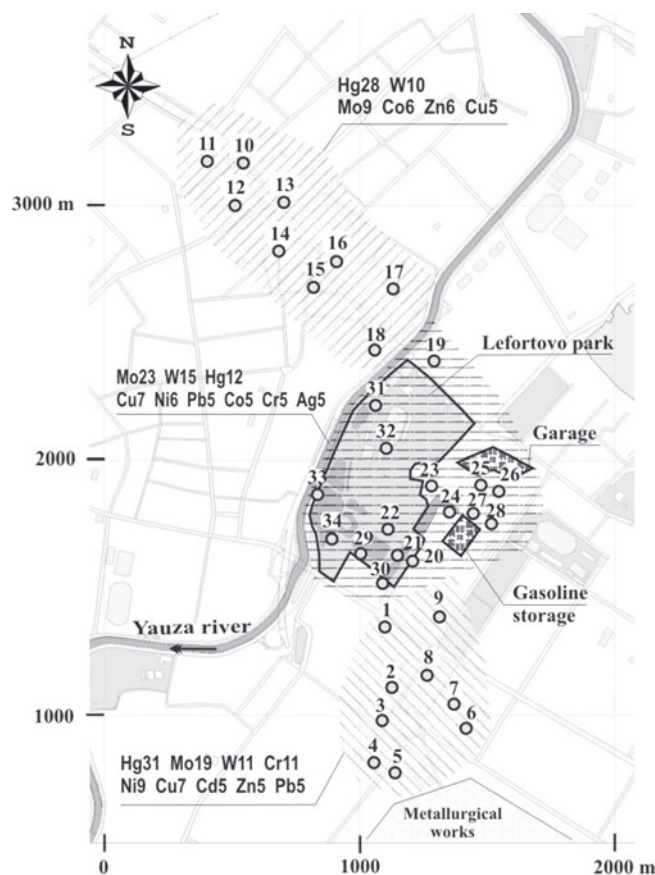 N
S
Hg28 W10
Mo9 Co6 Zn6 Cu5
11
10
12
13
3000 m
14
16
15
17
18
19
Lefortovo park
Mo23 W15 Hg12
Cu7 Ni6 Pb5 Co5 Cr5 Ag5
31
32
Garage
2000
23
25
26
33
24
27
28
34
22
29
21
20
30
Gasoline
storage
9
1
Yauza river
8
2
7
3
6
1000
4
5
Hg31 Mo19 W11 Cr11
Ni9 Cu7 Cd5 Zn5 Pb5
Metallurgical
works
0
1000
2000 m